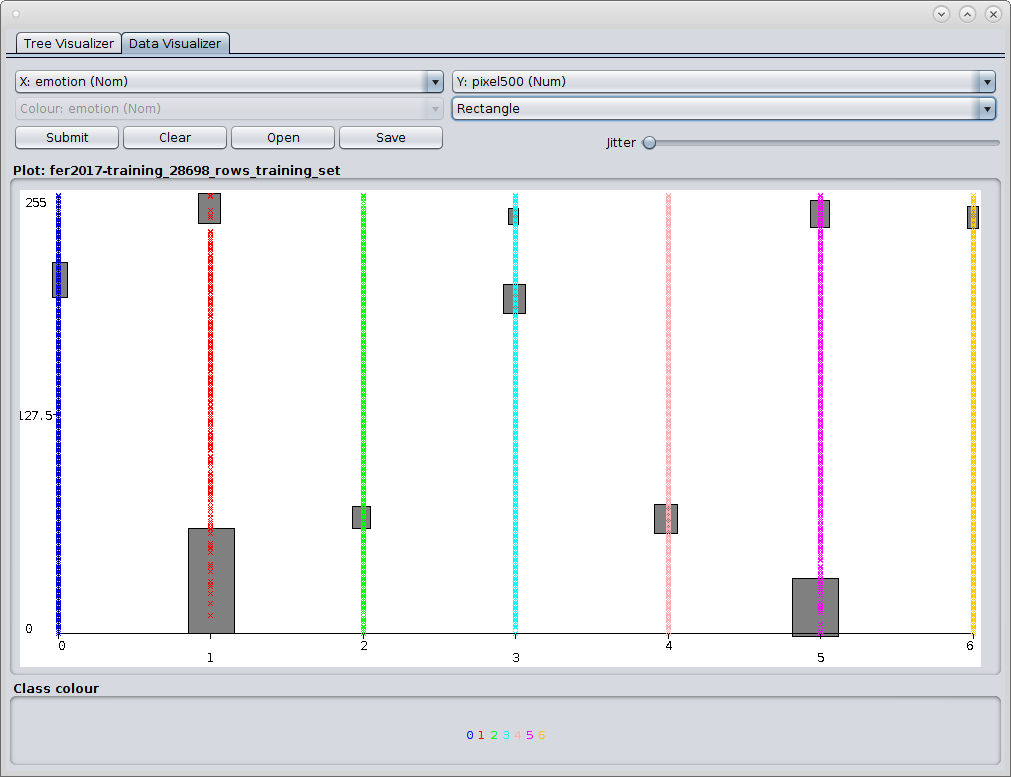 Tree Visualizer Data Visualizer
X: emotion (Nom) Y: pixel500 (Num)
Colour: emotion (Nom) Rectangle
Submit Clear Open Save Jitter
Plot: fer2017-training_28698_rows_training_set
255
127.5
0
0 1 2 3 4 5 6
Class colour
0 1 2 3 4 5 6